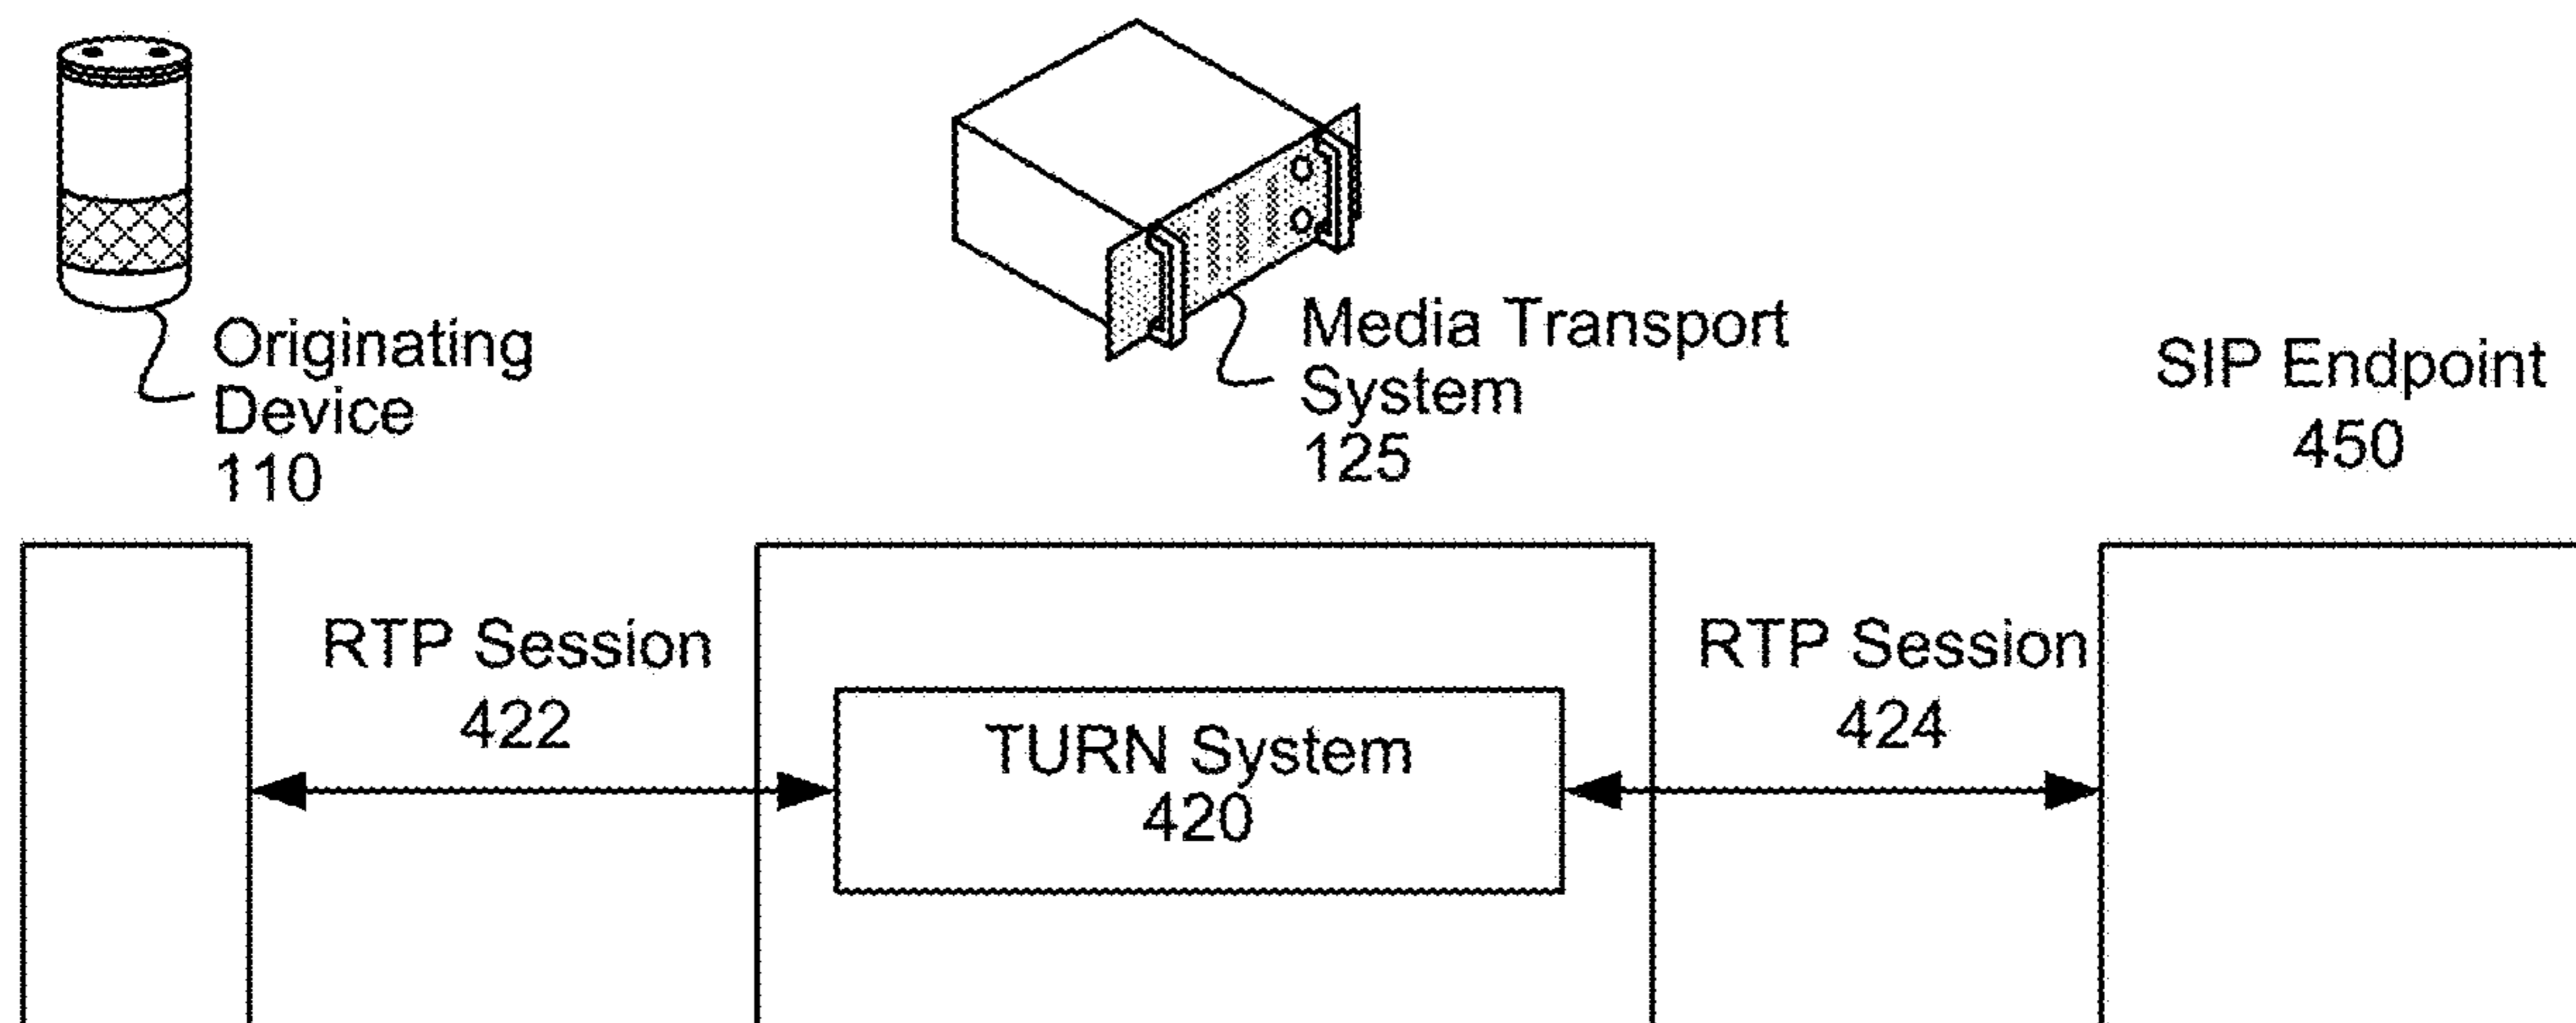 Originating
Device
110
Media Transport
System
125
SIP Endpoint
450
RTP Session
422
TURN System
420
RTP Session
424